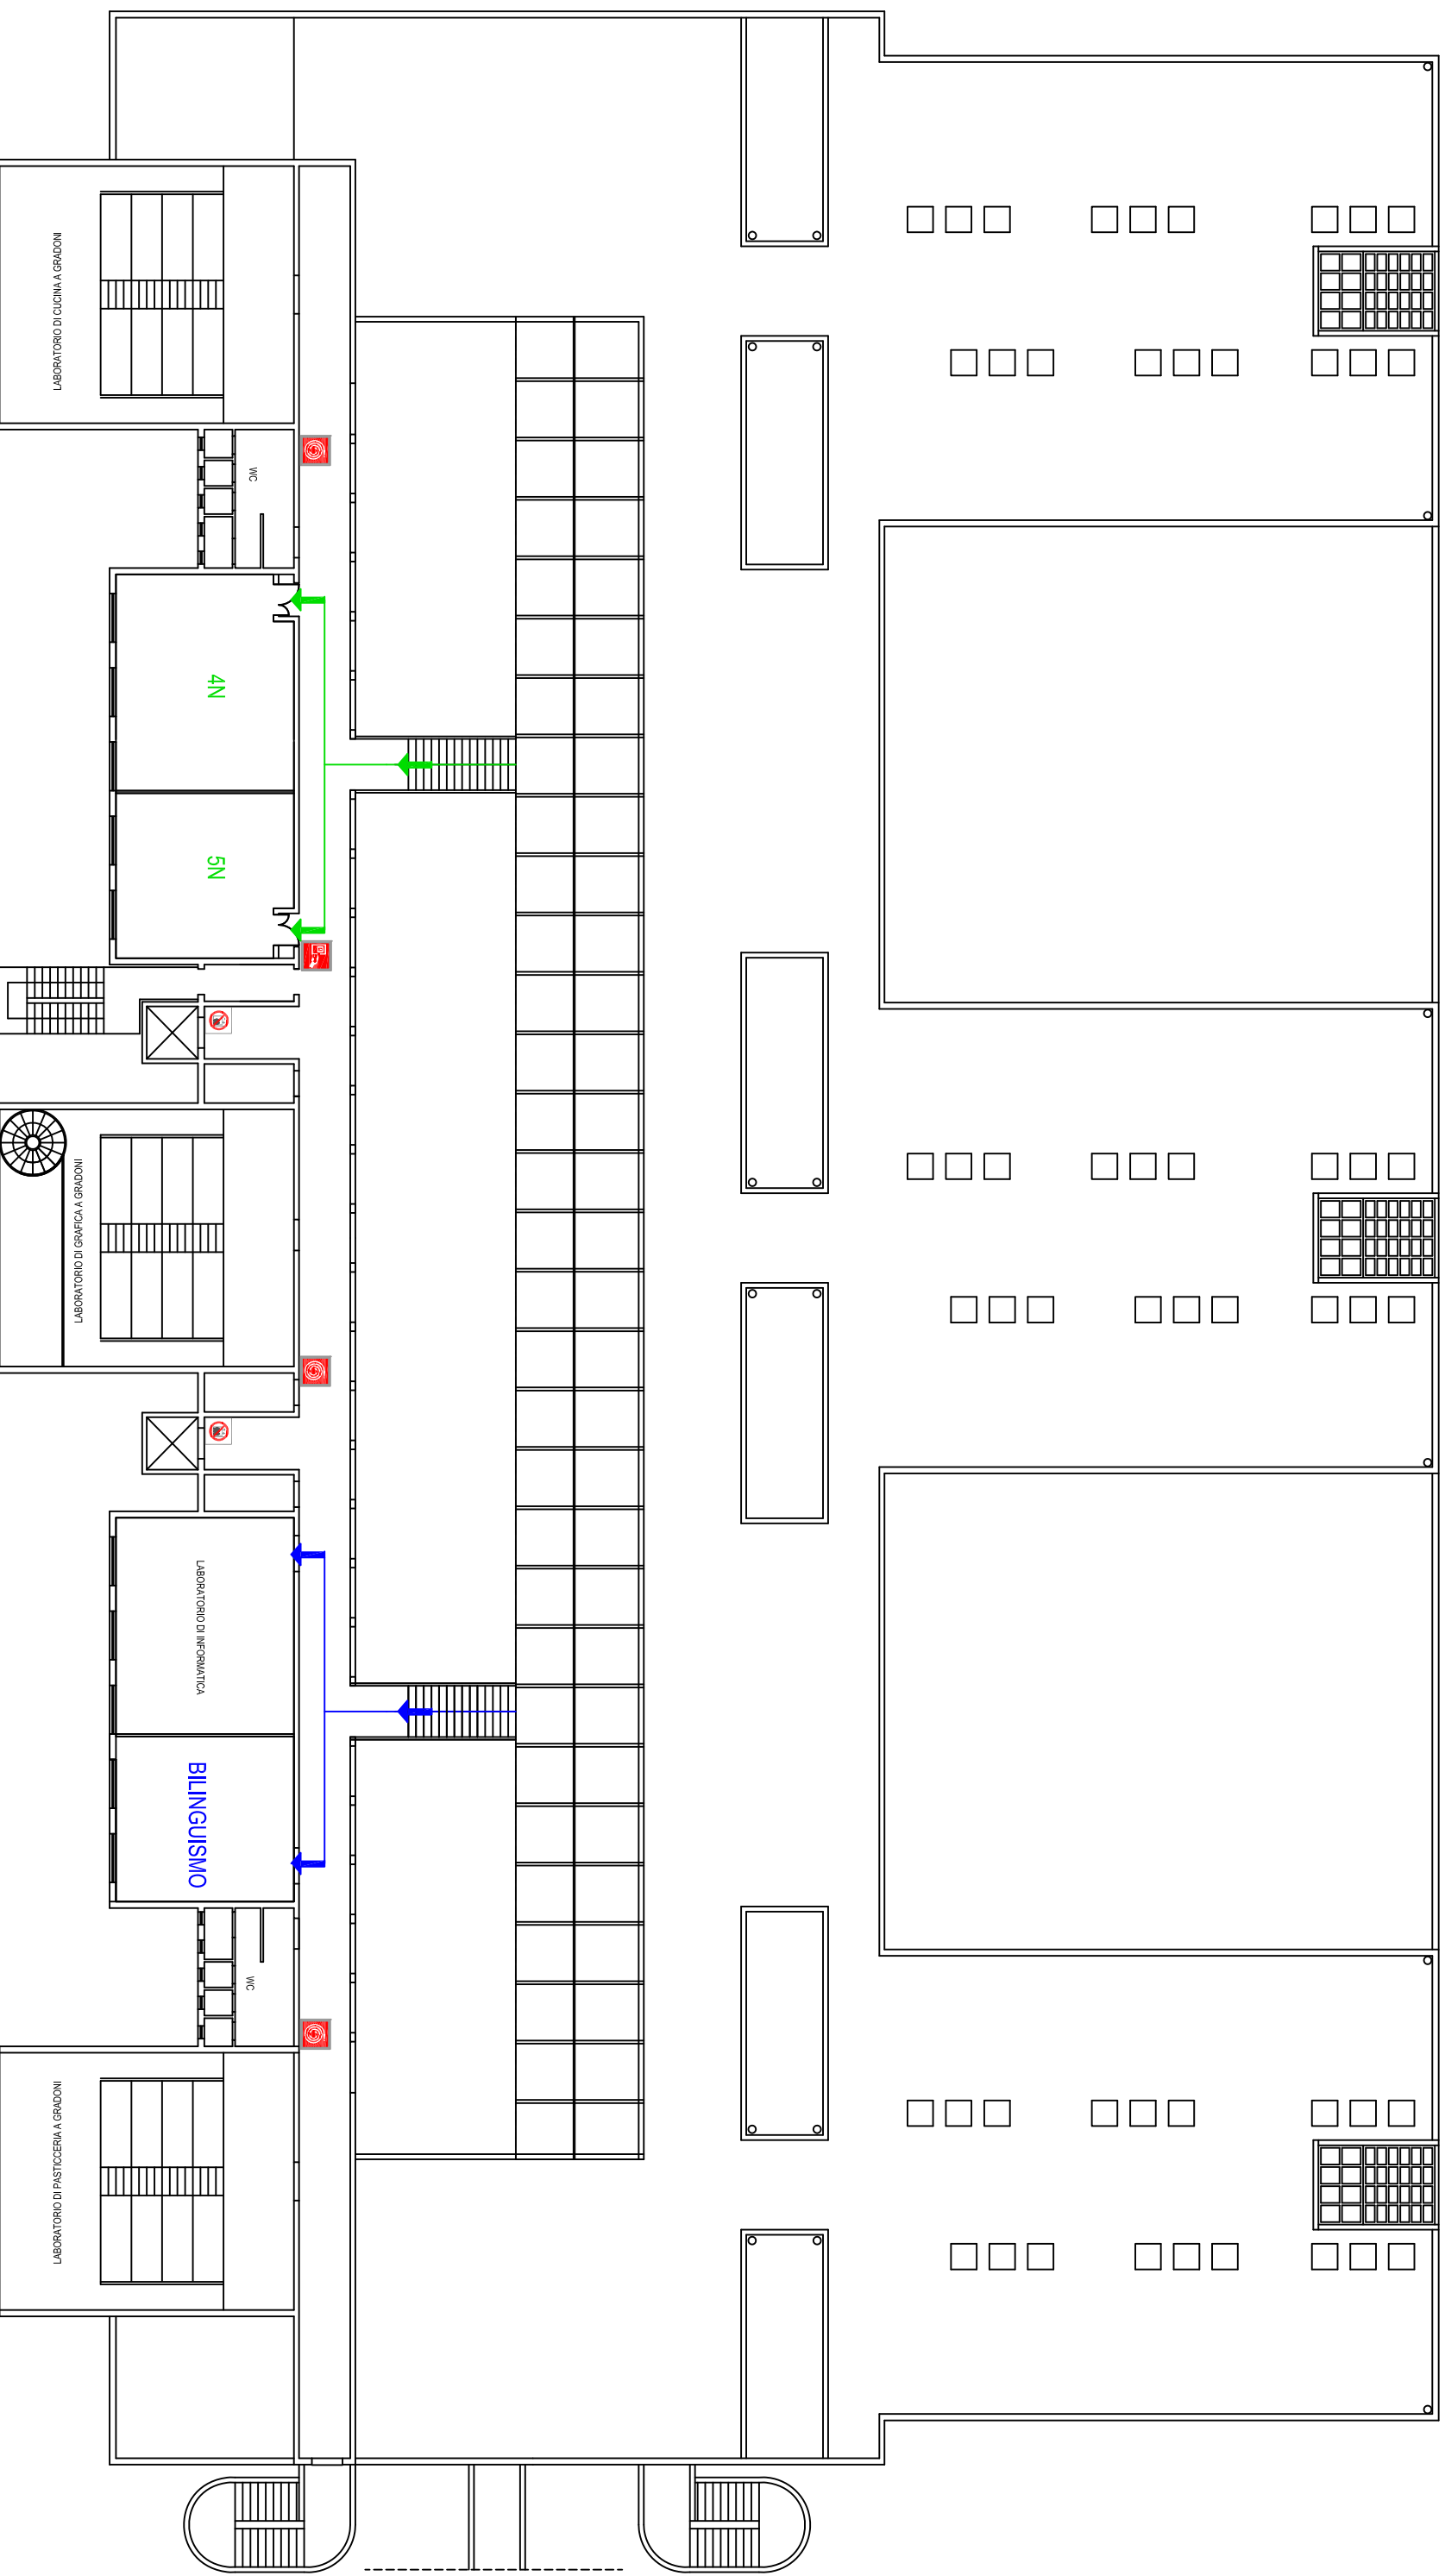 LABORATORIO DI CUCINA A GRADONI
WC
4N
5N
LABORATORIO DI GRAFICA A GRADONI
LABORATORIO DI INFORMATICA
BILINGUISMO
WC
LABORATORIO DI PASTICCERIA A GRADONI